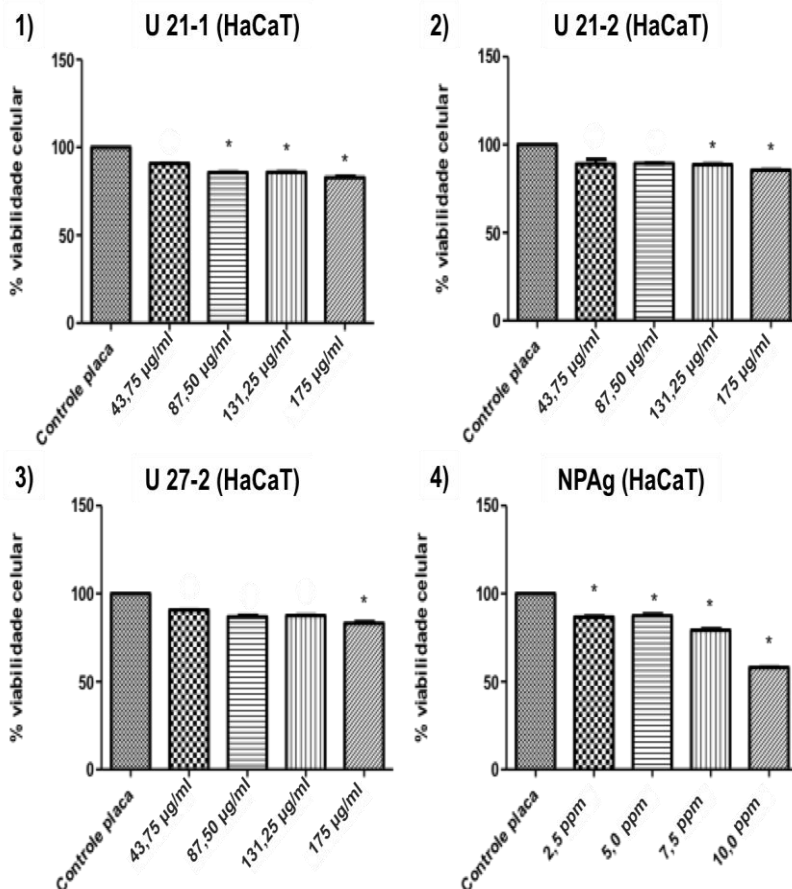 1)
U 21-1 (HaCaT)
% viabilidade celular
150
100
50
0
*
*
*
Controle placa
43,75 µg/ml
87,50 µg/ml
131,25 µg/ml
175 µg/ml
2)
U 21-2 (HaCaT)
% viabilidade celular
150
100
50
0
*
*
Controle placa
43,75 µg/ml
87,50 µg/ml
131,25 µg/ml
175 µg/ml
3)
U 27-2 (HaCaT)
% viabilidade celular
150
100
50
0
*
Controle placa
43,75 µg/ml
87,50 µg/ml
131,25 µg/ml
175 µg/ml
4)
NPAg (HaCaT)
% viabilidade celular
150
100
50
0
*
*
*
*
Controle placa
2,5 ppm
5,0 ppm
7,5 ppm
10,0 ppm